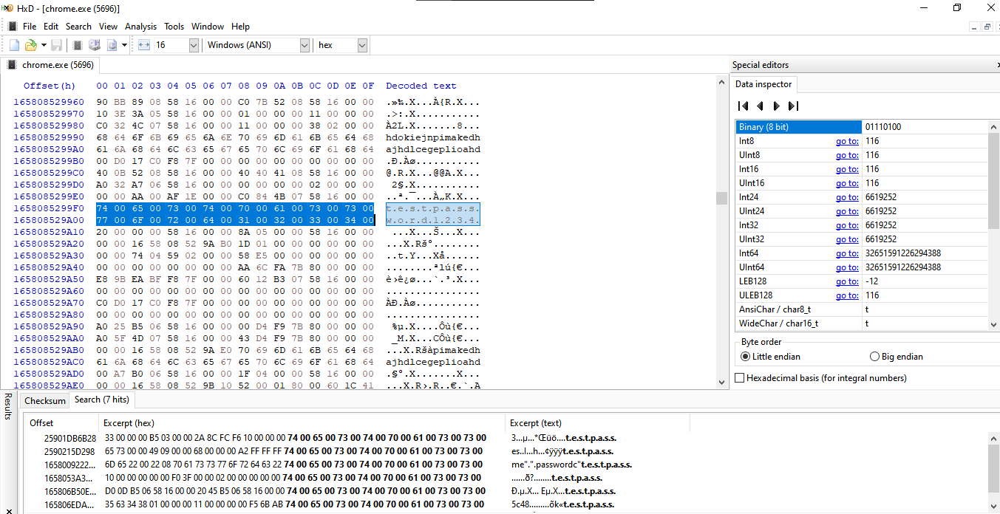 HxD - [chrome.exe (5696)]
File Edit Search View Analysis Tools Window Help
16 Windows (ANSI) hex
chrome.exe (5696)
Special editors
Offset(h) 00 01 02 03 04 05 06 07 08 09 0A 0B 0C 0D 0E 0F Decoded text
165808529960 90 BB 89 08 58 16 00 00 C0 7B 52 08 58 16 00 00 .»‰.X...À{R.X...
165808529970 10 3E 3A 05 58 16 00 00 01 00 00 00 11 00 00 00 .>:.X...........
165808529980 C0 32 4C 07 58 16 00 00 11 00 00 00 38 02 00 00 À2L.X.......8...
165808529990 68 64 6F 6B 69 65 6A 6E 70 69 6D 61 6B 65 64 68 hdokiejnpimakedh
1658085299A0 61 6A 68 64 6C 63 65 67 65 70 6C 69 6F 61 68 64 ajhdlcegeplioahd
1658085299B0 00 D0 17 C0 F8 7F 00 00 00 00 00 00 00 00 00 00 .Ð.Àø...........
1658085299C0 40 0B 52 08 58 16 00 00 40 40 41 08 58 16 00 00 @.R.X...@@A.X...
1658085299D0 A0 32 A7 06 58 16 00 00 00 00 00 00 02 00 00 00 2§.X...........
1658085299E0 00 00 AA 00 AF 1E 00 00 C0 84 4B 07 58 16 00 00 ..ª.¯...À„K.X...
1658085299F0 74 00 65 00 73 00 74 00 70 00 61 00 73 00 73 00 t.e.s.t.p.a.s.s.
165808529A00 77 00 6F 00 72 00 64 00 31 00 32 00 33 00 34 00 w.o.r.d.1.2.3.4.
165808529A10 20 00 00 00 58 16 00 00 8A 05 00 00 58 16 00 00 ...X...Š...X...
165808529A20 00 00 16 58 08 52 9A B0 1D 01 00 00 00 00 00 00 ...X.Rš°........
165808529A30 00 00 74 04 59 02 00 00 58 E5 00 00 00 00 00 00 ..t.Y...Xå......
165808529A40 00 00 00 00 00 00 00 00 AA 6C FA 7B 80 00 00 00 ........ªlú{€...
165808529A50 E8 9B EA BF F8 7F 00 00 60 12 B3 07 58 16 00 00 è›ê¿ø...`.³.X...
165808529A60 00 00 00 00 00 00 00 00 00 00 00 00 00 00 00 00 ................
165808529A70 C0 D0 17 C0 F8 7F 00 00 00 00 00 00 00 00 00 00 ÀÐ.Àø...........
165808529A80 00 00 00 00 00 00 00 00 00 00 00 00 00 00 00 00 ................
165808529A90 A0 25 B5 06 58 16 00 00 00 D4 F9 7B 80 00 00 00 %µ.X....Ôù{€...
165808529AA0 A0 5F 4D 07 58 16 00 00 43 D4 F9 7B 80 00 00 00 _M.X...CÔù{€...
165808529AB0 00 00 16 58 08 52 9A E0 70 69 6D 61 6B 65 64 68 ...X.Ršàpimakedh
165808529AC0 61 6A 68 64 6C 63 65 67 65 70 6C 69 6F 61 68 64 ajhdlcegeplioahd
165808529AD0 00 A7 B0 06 58 16 00 00 1F 04 00 00 58 16 00 00 .§°.X.......X...
165808529AE0 00 00 16 58 08 52 9B 10 52 00 01 80 00 60 1C 41 ...X.R›.R..€.`.A
Data inspector
Binary (8 bit) 01110100
Int8 go to: 116
UInt8 go to: 116
Int16 go to: 116
UInt16 go to: 116
Int24 go to: 6619252
UInt24 go to: 6619252
Int32 go to: 6619252
UInt32 go to: 6619252
Int64 go to: 32651591226294388
UInt64 go to: 32651591226294388
LEB128 go to: -12
ULEB128 go to: 116
AnsiChar / char8_t t
WideChar / char16_t t
Byte order
Little endian Big endian
Hexadecimal basis (for integral numbers)
Results
Checksum Search (7 hits)
Offset Excerpt (hex) Excerpt (text)
25901DB6B28 33 00 00 00 B5 03 00 00 2A 8C FC F6 10 00 00 00 74 00 65 00 73 00 74 00 70 00 61 00 73 00 73 00 3...µ...*Œüö....t.e.s.t.p.a.s.s.
2590215D298 65 73 00 00 49 09 00 00 68 00 00 00 A2 FF FF FF 74 00 65 00 73 00 74 00 70 00 61 00 73 00 73 00 es..I...h...¢ÿÿÿt.e.s.t.p.a.s.s.
1658009222... 6D 65 22 00 22 08 70 61 73 73 77 6F 72 64 63 22 74 00 65 00 73 00 74 00 70 00 61 00 73 00 73 00 me".".passwordc"t.e.s.t.p.a.s.s.
1658053A3... 10 00 00 00 00 00 F0 3F 00 00 02 00 00 00 00 00 74 00 65 00 73 00 74 00 70 00 61 00 73 00 73 00 ......ð?........t.e.s.t.p.a.s.s.
165806B50E... D0 0D B5 06 58 16 00 00 20 45 B5 06 58 16 00 00 74 00 65 00 73 00 74 00 70 00 61 00 73 00 73 00 Ð.µ.X... Eµ.X...t.e.s.t.p.a.s.s.
165806EDA... 35 63 34 38 01 00 00 00 11 00 00 00 00 F5 6B AB 74 00 65 00 73 00 74 00 70 00 61 00 73 00 73 00 5c48.........õk«t.e.s.t.p.a.s.s.